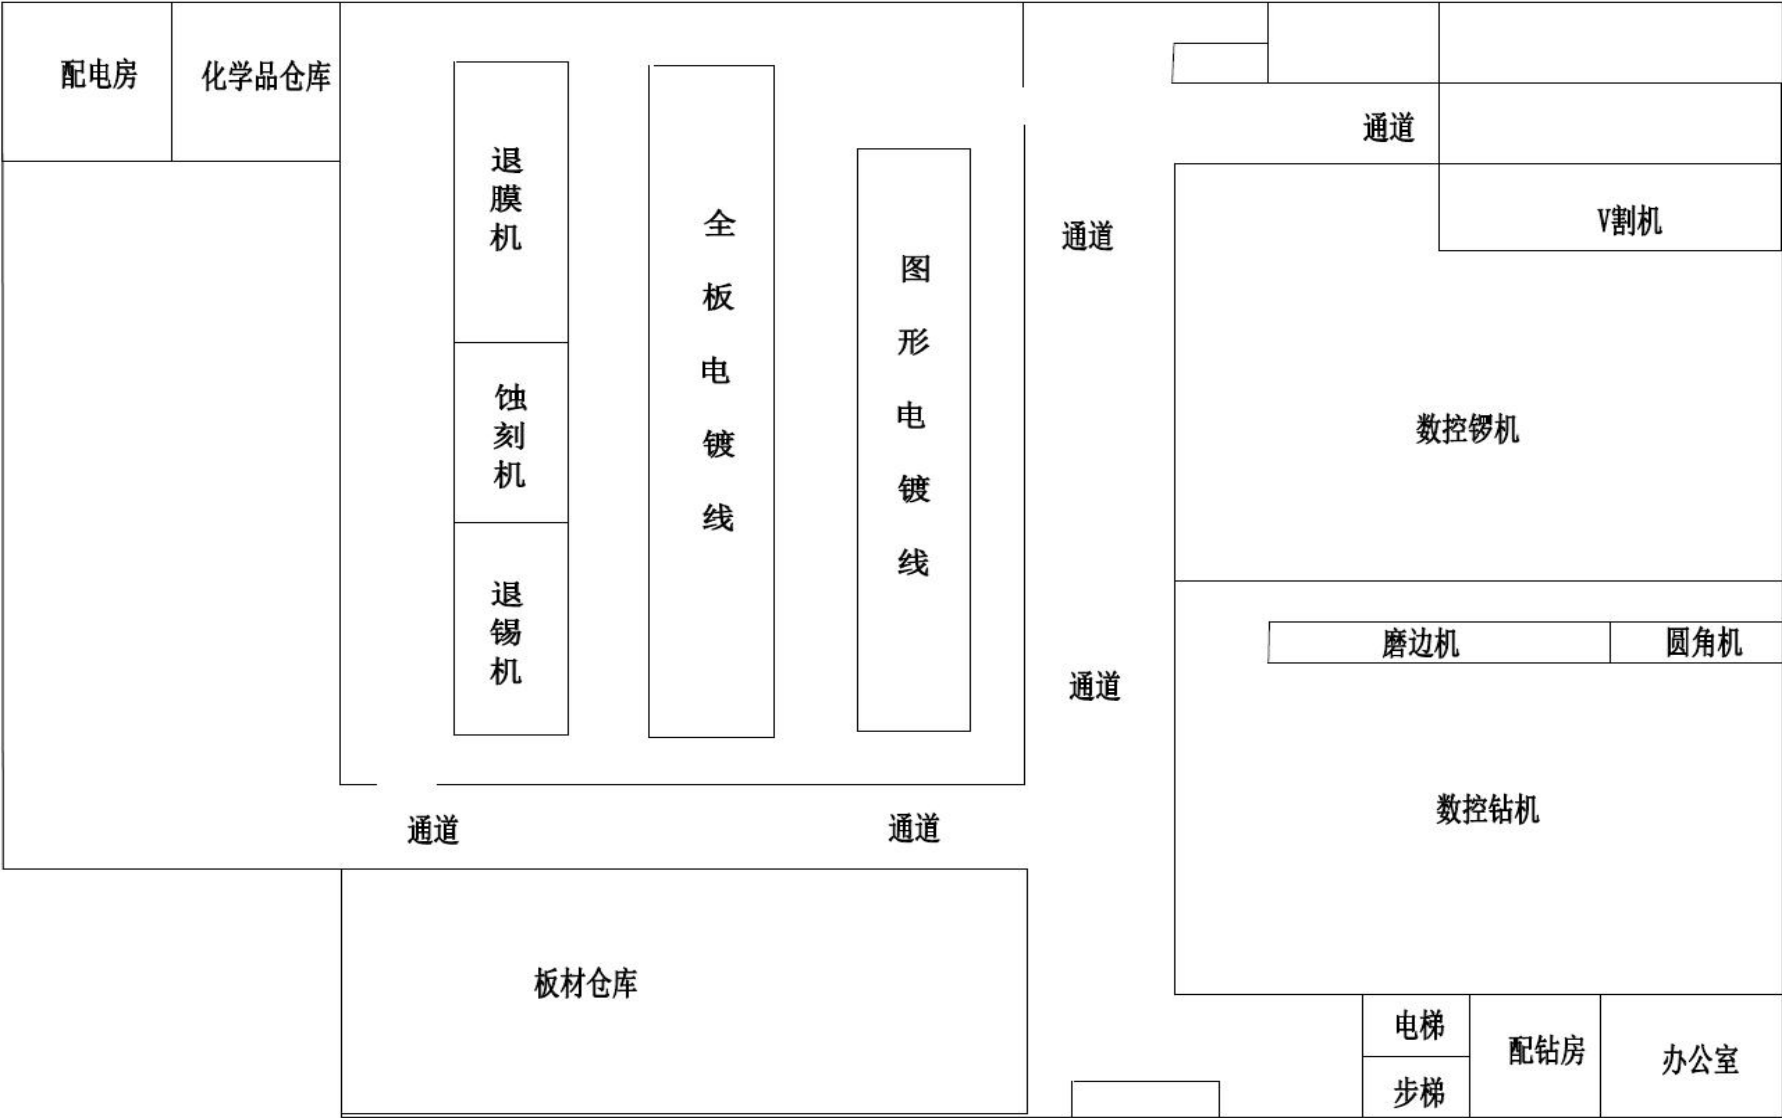 配电房
化学品仓库
退膜机
蚀刻机
退锡机
全板电镀线
图形电镀线
通道
通道
V割机
数控锣机
磨边机
圆角机
通道
数控钻机
通道
通道
板材仓库
电梯
步梯
配钻房
办公室